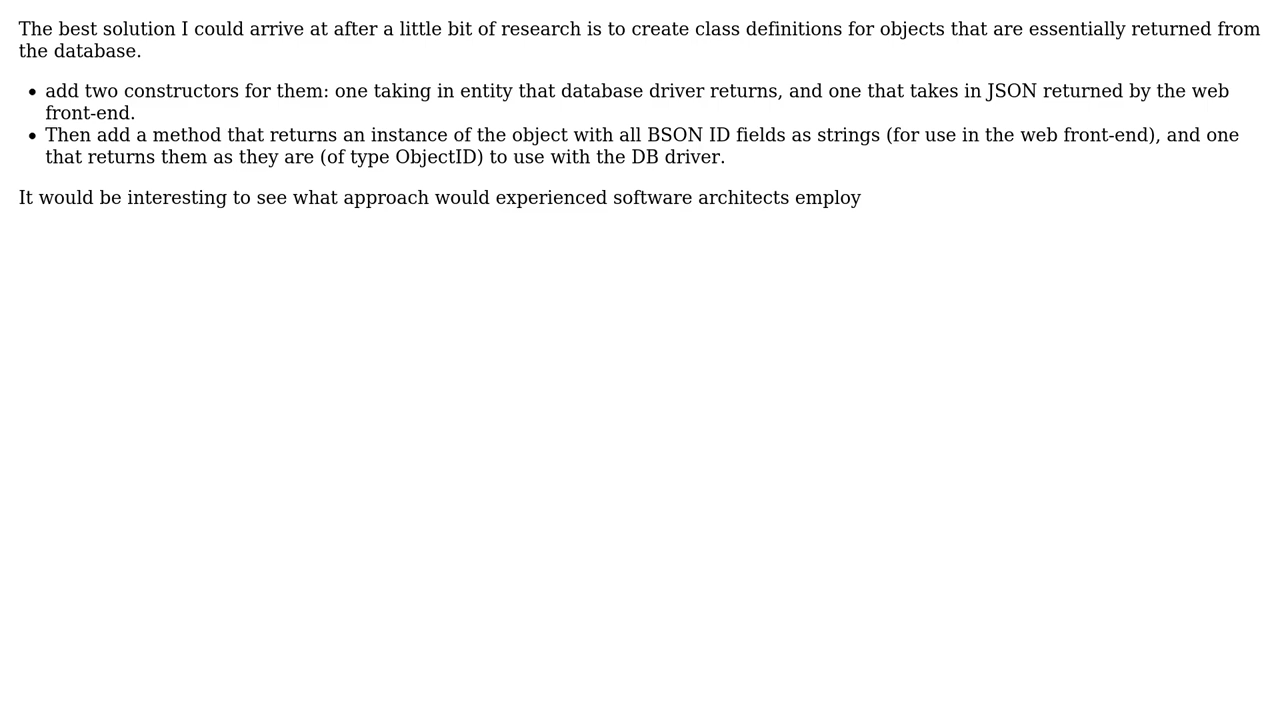 The best solution I could arrive at after a little bit of research is to create class definitions for objects that are essentially returned from
the database.
• add two constructors for them: one taking in entity that database driver returns, and one that takes in JSON returned by the web
front-end.
• Then add a method that returns an instance of the object with all BSON ID fields as strings (for use in the web front-end), and one
that returns them as they are (of type ObjectID) to use with the DB driver.
It would be interesting to see what approach would experienced software architects employ